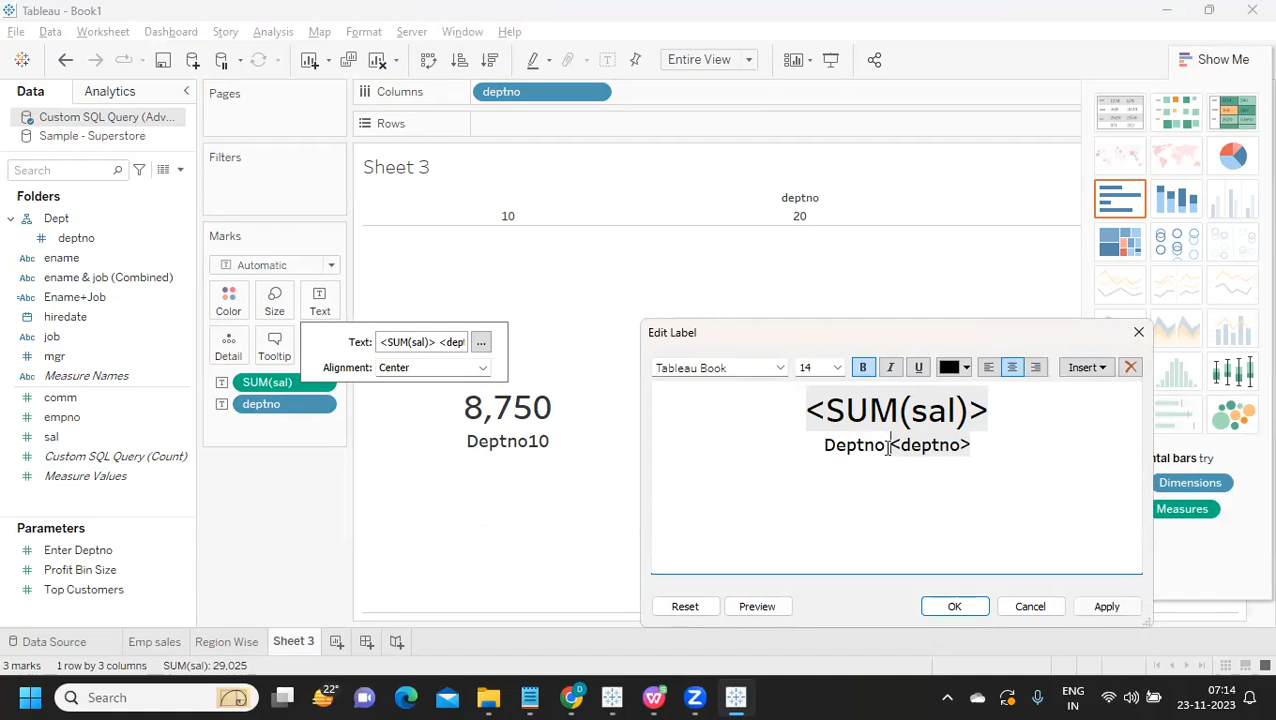 Tableau - Book1
File Data Worksheet Dashboard Story Analysis Map Format Server Window Help
Entire View
Show Me
Data Analytics
Pages
Columns deptno
Custom SQL Query (Adv...
Sample - Superstore
Rows
Filters
Sheet 3
Search
Folders
deptno
10 20
Dept
deptno
Marks
ename
Automatic
ename & job (Combined)
Ename+Job
Color Size Text
hiredate
job
Text: <SUM(sal)> <dep
Detail Tooltip
Alignment: Center
mgr
Measure Names
SUM(sal)
deptno
comm
empno
sal
Custom SQL Query (Count)
Measure Values
8,750
Deptno10
Edit Label
Tableau Book 14 B I U Insert
<SUM(sal)>
Deptno <deptno>
Reset Preview OK Cancel Apply
ntal bars try
Dimensions
Measures
Parameters
Enter Deptno
Profit Bin Size
Top Customers
Data Source Emp sales Region Wise Sheet 3
3 marks 1 row by 3 columns SUM(sal): 29,025
Search
22°
ENG
IN
07:14
23-11-2023